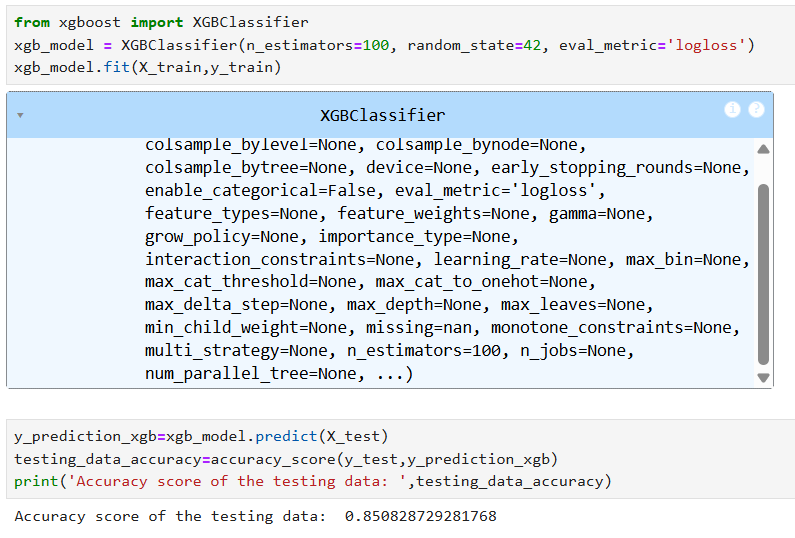 from xgboost import XGBClassifier
xgb_model = XGBClassifier(n_estimators=100, random_state=42, eval_metric='logloss')
xgb_model.fit(X_train,y_train)
XGBClassifier
i ?
colsample_bylevel=None, colsample_bynode=None,
colsample_bytree=None, device=None, early_stopping_rounds=None,
enable_categorical=False, eval_metric='logloss',
feature_types=None, feature_weights=None, gamma=None,
grow_policy=None, importance_type=None,
interaction_constraints=None, learning_rate=None, max_bin=None,
max_cat_threshold=None, max_cat_to_onehot=None,
max_delta_step=None, max_depth=None, max_leaves=None,
min_child_weight=None, missing=nan, monotone_constraints=None,
multi_strategy=None, n_estimators=100, n_jobs=None,
num_parallel_tree=None, ...)
y_prediction_xgb=xgb_model.predict(X_test)
testing_data_accuracy=accuracy_score(y_test,y_prediction_xgb)
print('Accuracy score of the testing data: ',testing_data_accuracy)
Accuracy score of the testing data:  0.850828729281768